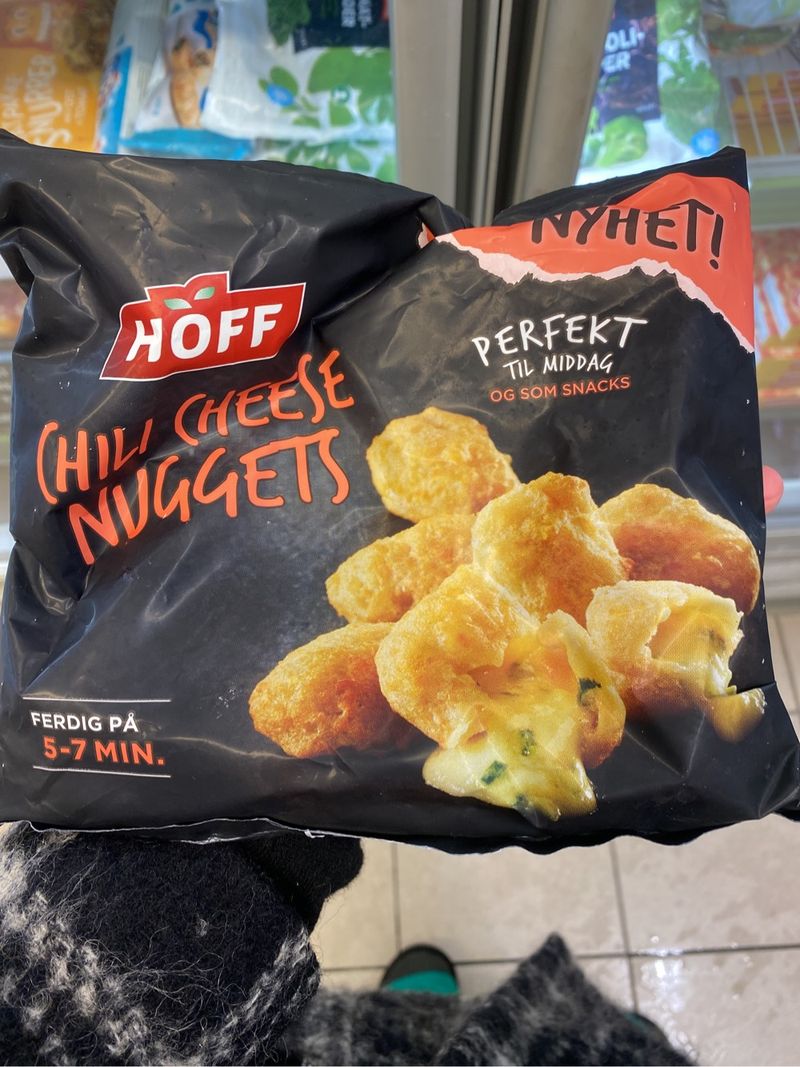 NYHET!
HOFF
PERFEKT
TIL MIDDAG
OG SOM SNACKS
CHILI CHEESE
NUGGETS
FERDIG PÅ
5-7 MIN.